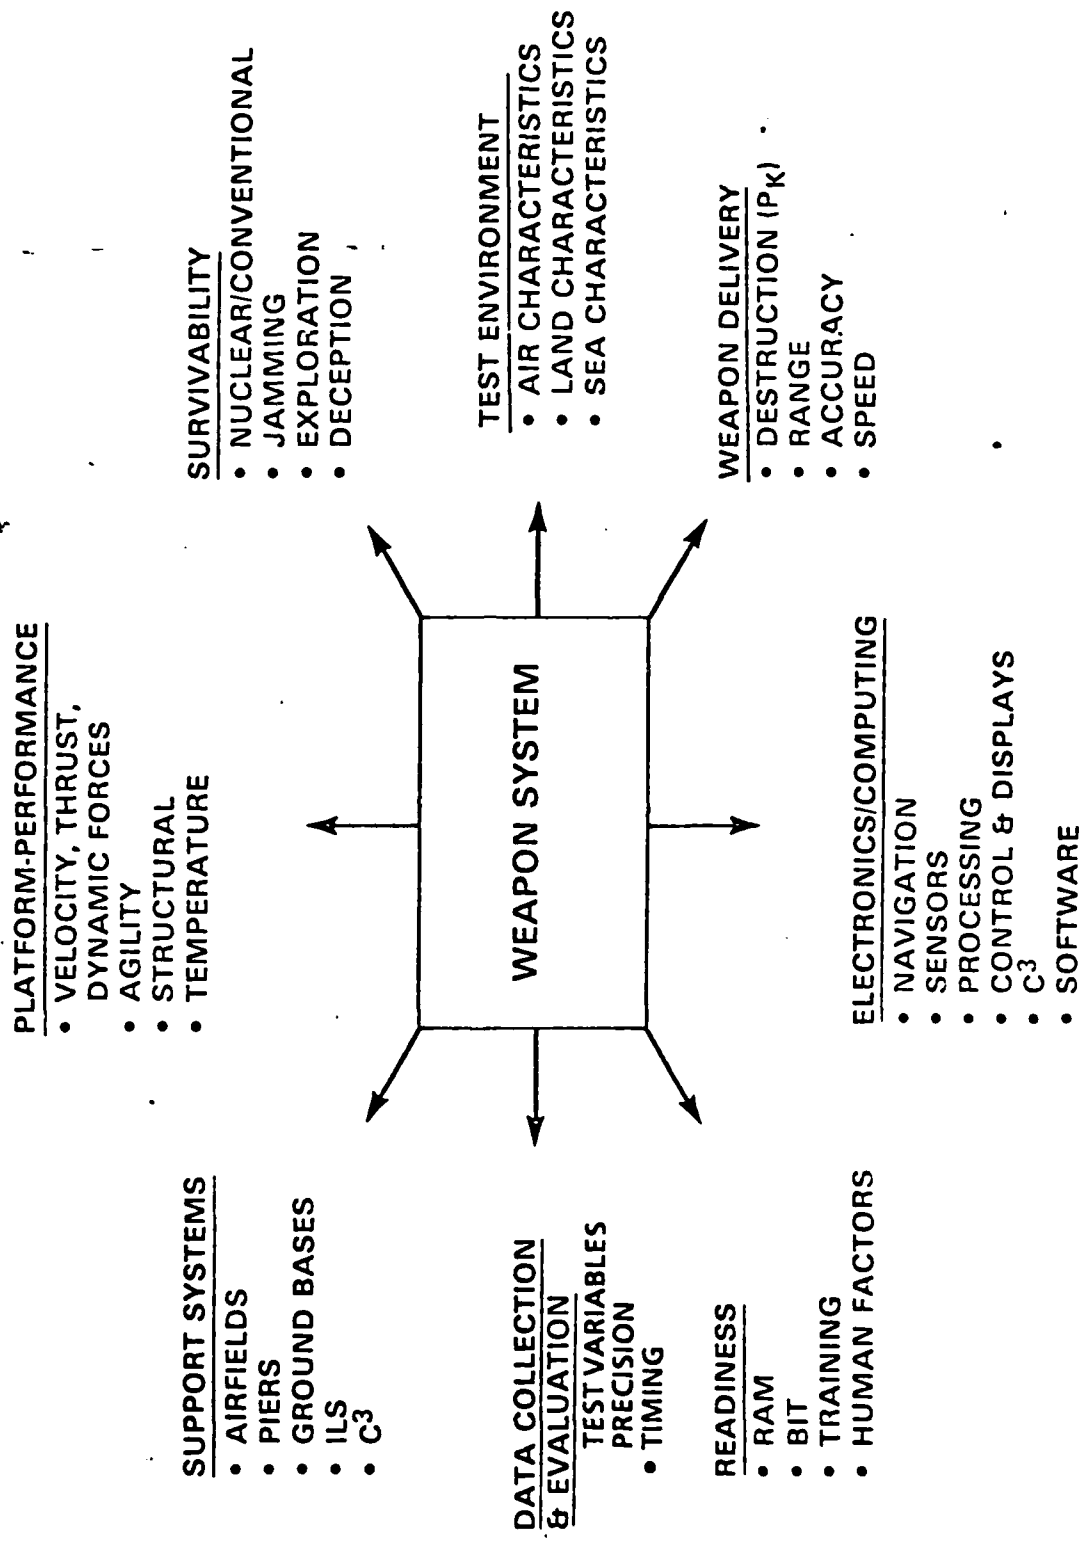 PLATFORM-PERFORMANCE
• VELOCITY, THRUST,
DYNAMIC FORCES
• AGILITY
• STRUCTURAL
• TEMPERATURE
SUPPORT SYSTEMS
• AIRFIELDS
• PIERS
• GROUND BASES
• ILS
• C³
SURVIVABILITY
• NUCLEAR/CONVENTIONAL
• JAMMING
• EXPLORATION
• DECEPTION
DATA COLLECTION
& EVALUATION
TEST VARIABLES
PRECISION
• TIMING
WEAPON SYSTEM
TEST ENVIRONMENT
• AIR CHARACTERISTICS
• LAND CHARACTERISTICS
• SEA CHARACTERISTICS
READINESS
• RAM
• BIT
• TRAINING
• HUMAN FACTORS
WEAPON DELIVERY
• DESTRUCTION (PK)
• RANGE
• ACCURACY
• SPEED
ELECTRONICS/COMPUTING
• NAVIGATION
• SENSORS
• PROCESSING
• CONTROL & DISPLAYS
• C³
• SOFTWARE